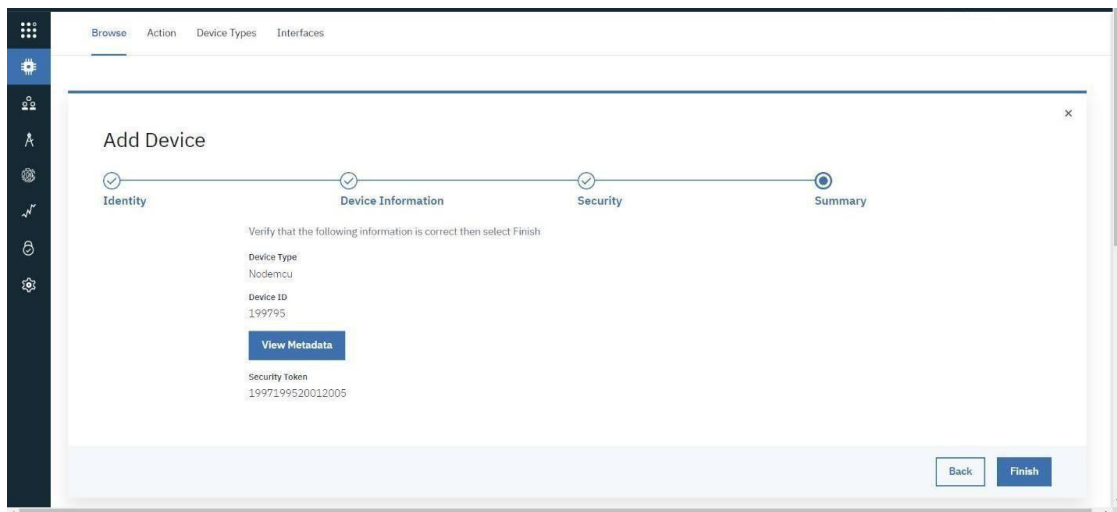 Browse Action Device Types Interfaces
Add Device
Identity Device Information Security Summary
Verify that the following information is correct then select Finish
Device Type
Nodemcu
Device ID
199795
View Metadata
Security Token
1997199520012005
Back Finish